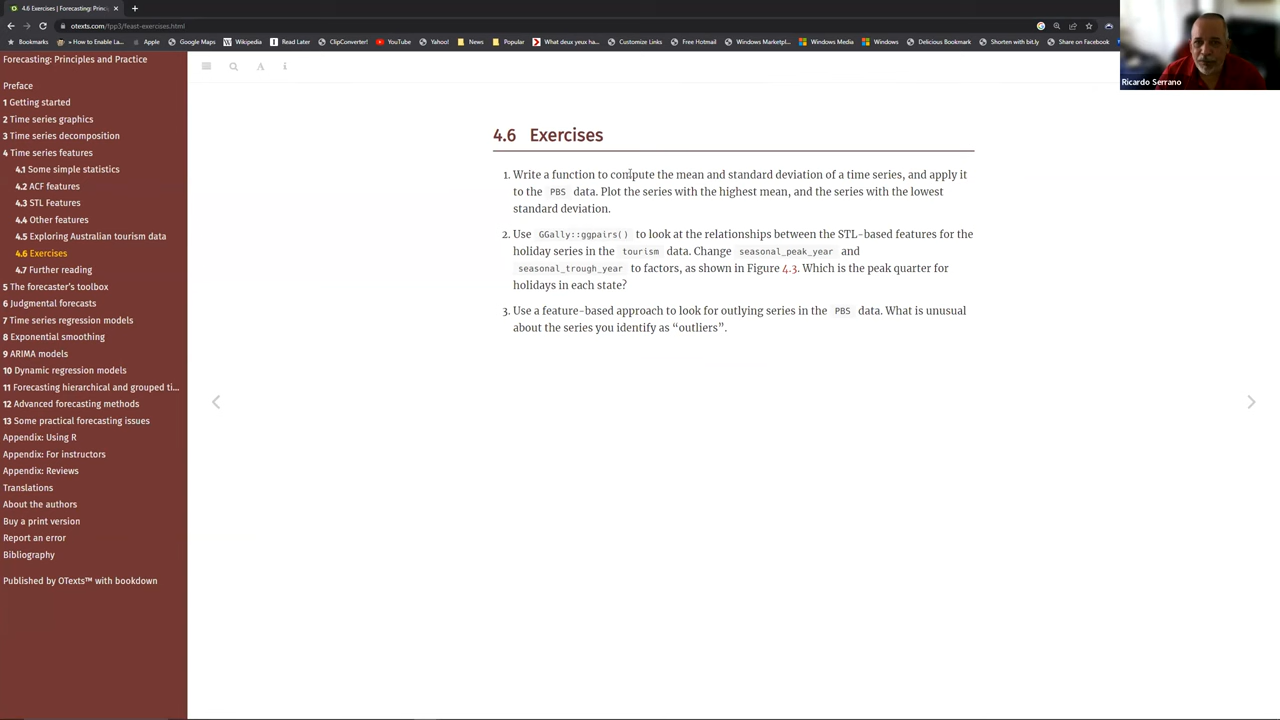 4.6 Exercises | Forecasting: Princi
otexts.com/fpp3/feast-exercises.html
Bookmarks
+ How to Enable La...
Apple
Google Maps
Wikipedia
Read Later
ClipConverter!
YouTube
Yahoo!
News
Popular
What deux yeux ha...
Customize Links
Free Hotmail
Windows Marketpl...
Windows Media
Windows
Delicious Bookmark
Shorten with bit.ly
Share on Facebook
Ricardo Serrano
Forecasting: Principles and Practice
Preface
1 Getting started
2 Time series graphics
3 Time series decomposition
4 Time series features
4.1 Some simple statistics
4.2 ACF features
4.3 STL Features
4.4 Other features
4.5 Exploring Australian tourism data
4.6 Exercises
4.7 Further reading
5 The forecaster's toolbox
6 Judgmental forecasts
7 Time series regression models
8 Exponential smoothing
9 ARIMA models
10 Dynamic regression models
11 Forecasting hierarchical and grouped ti...
12 Advanced forecasting methods
13 Some practical forecasting issues
Appendix: Using R
Appendix: For instructors
Appendix: Reviews
Translations
About the authors
Buy a print version
Report an error
Bibliography
Published by OTexts™ with bookdown
4.6 Exercises
1. Write a function to compute the mean and standard deviation of a time series, and apply it
to the PBS data. Plot the series with the highest mean, and the series with the lowest
standard deviation.
2. Use GGally::ggpairs() to look at the relationships between the STL-based features for the
holiday series in the tourism data. Change seasonal_peak_year and
seasonal_trough_year to factors, as shown in Figure 4.3. Which is the peak quarter for
holidays in each state?
3. Use a feature-based approach to look for outlying series in the PBS data. What is unusual
about the series you identify as “outliers”.